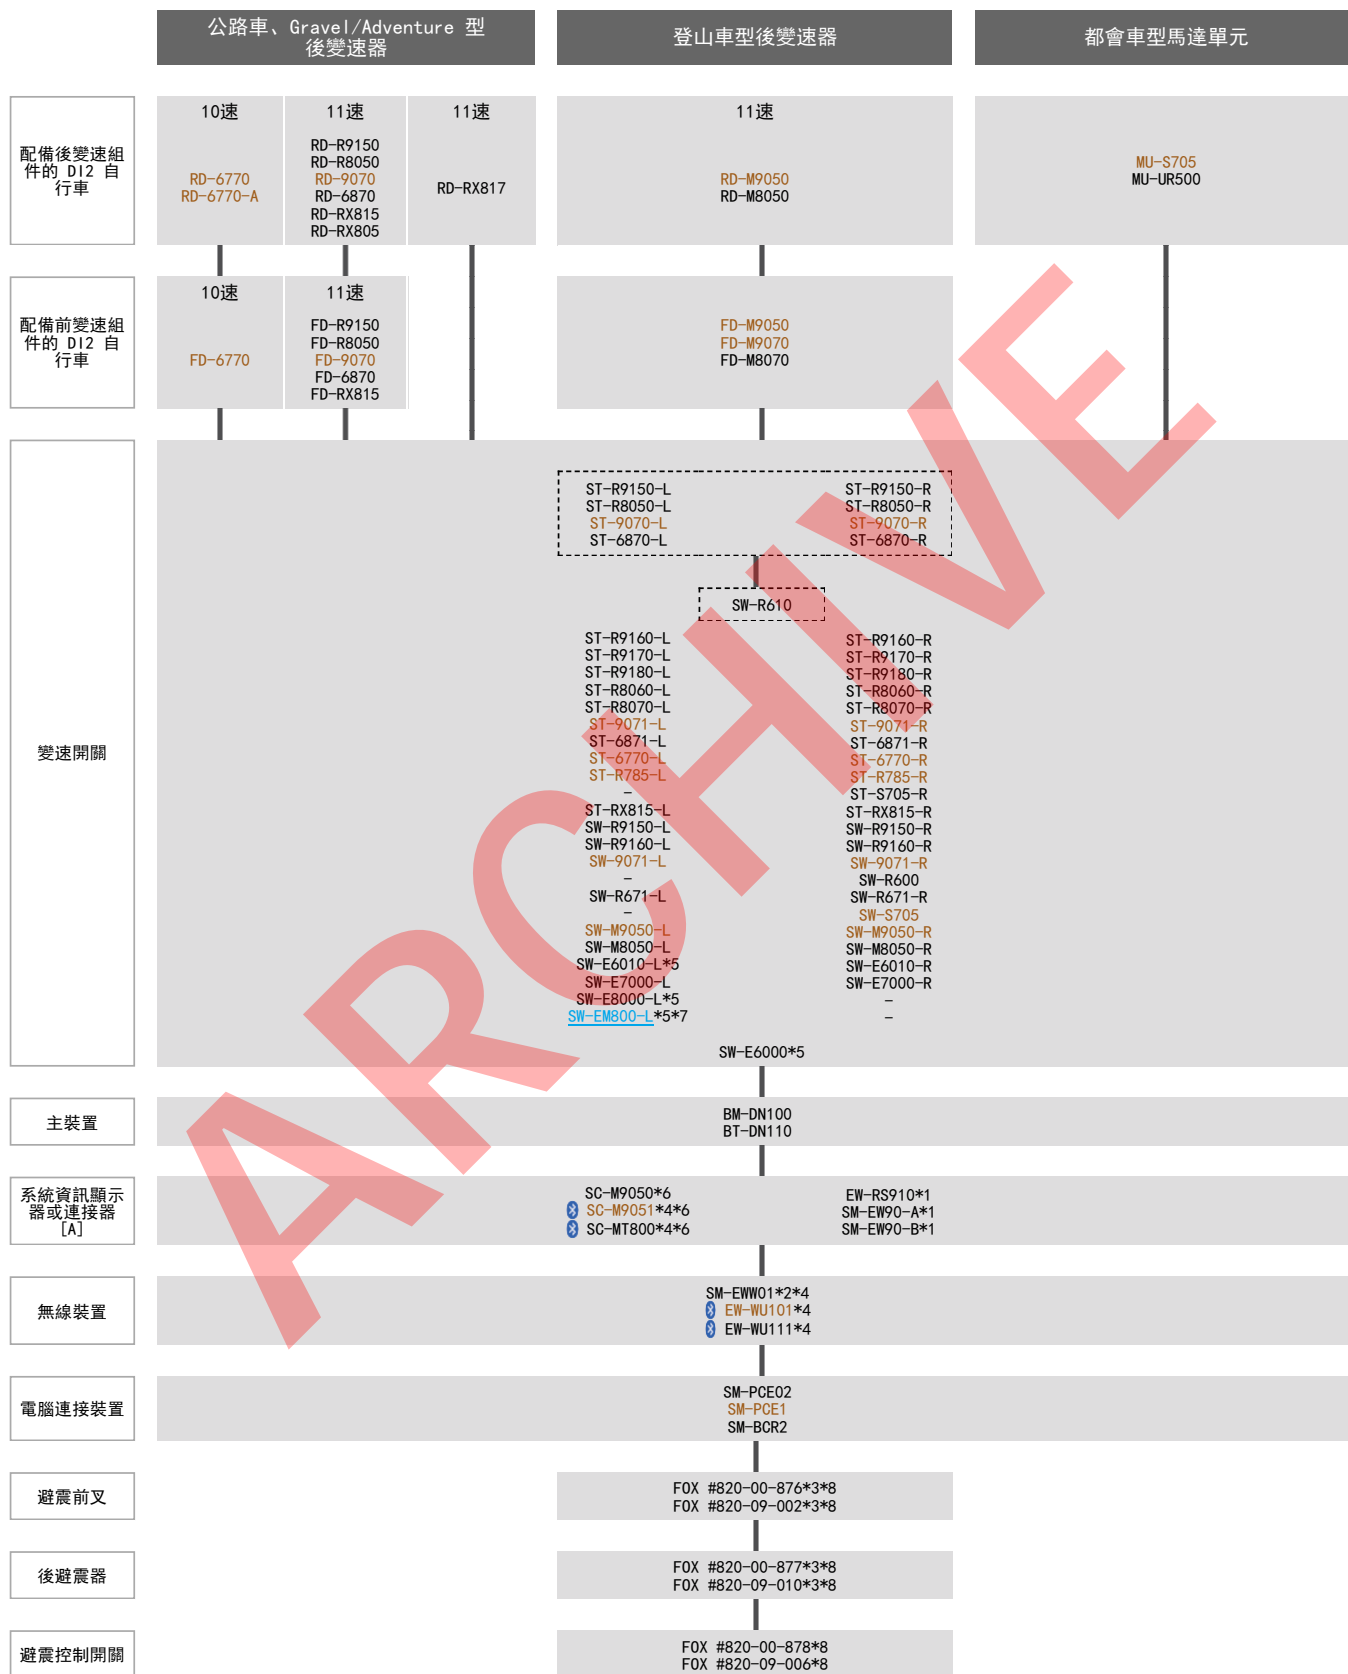 公路車、Gravel/Adventure 型
後變速器
登山車型後變速器
都會車型馬達單元
配備後變速組
件的 DI2 自
行車
10速
RD-6770
RD-6770-A
11速
RD-R9150
RD-R8050
RD-9070
RD-6870
RD-RX815
RD-RX805
11速
RD-RX817
11速
RD-M9050
RD-M8050
MU-S705
MU-UR500
配備前變速組
件的 DI2 自
行車
10速
FD-6770
11速
FD-R9150
FD-R8050
FD-9070
FD-6870
FD-RX815
FD-M9050
FD-M9070
FD-M8070
變速開關
ST-R9150-L
ST-R8050-L
ST-9070-L
ST-6870-L
ST-R9150-R
ST-R8050-R
ST-9070-R
ST-6870-R
SW-R610
ST-R9160-L
ST-R9170-L
ST-R9180-L
ST-R8060-L
ST-R8070-L
ST-9071-L
ST-6871-L
ST-6770-L
ST-R785-L
-
ST-RX815-L
SW-R9150-L
SW-R9160-L
SW-9071-L
-
SW-R671-L
-
SW-M9050-L
SW-M8050-L
SW-E6010-L*5
SW-E7000-L
SW-E8000-L*5
SW-EM800-L*5*7
ST-R9160-R
ST-R9170-R
ST-R9180-R
ST-R8060-R
ST-R8070-R
ST-9071-R
ST-6871-R
ST-6770-R
ST-R785-R
ST-S705-R
ST-RX815-R
SW-R9150-R
SW-R9160-R
SW-9071-R
SW-R600
SW-R671-R
SW-S705
SW-M9050-R
SW-M8050-R
SW-E6010-R
SW-E7000-R
-
-
SW-E6000*5
主裝置
BM-DN100
BT-DN110
系統資訊顯示
器或連接器
[A]
SC-M9050*6
SC-M9051*4*6
SC-MT800*4*6
EW-RS910*1
SM-EW90-A*1
SM-EW90-B*1
無線裝置
SM-EWW01*2*4
EW-WU101*4
EW-WU111*4
電腦連接裝置
SM-PCE02
SM-PCE1
SM-BCR2
避震前叉
FOX #820-00-876*3*8
FOX #820-09-002*3*8
後避震器
FOX #820-00-877*3*8
FOX #820-09-010*3*8
避震控制開關
FOX #820-00-878*8
FOX #820-09-006*8
ARCHIVE